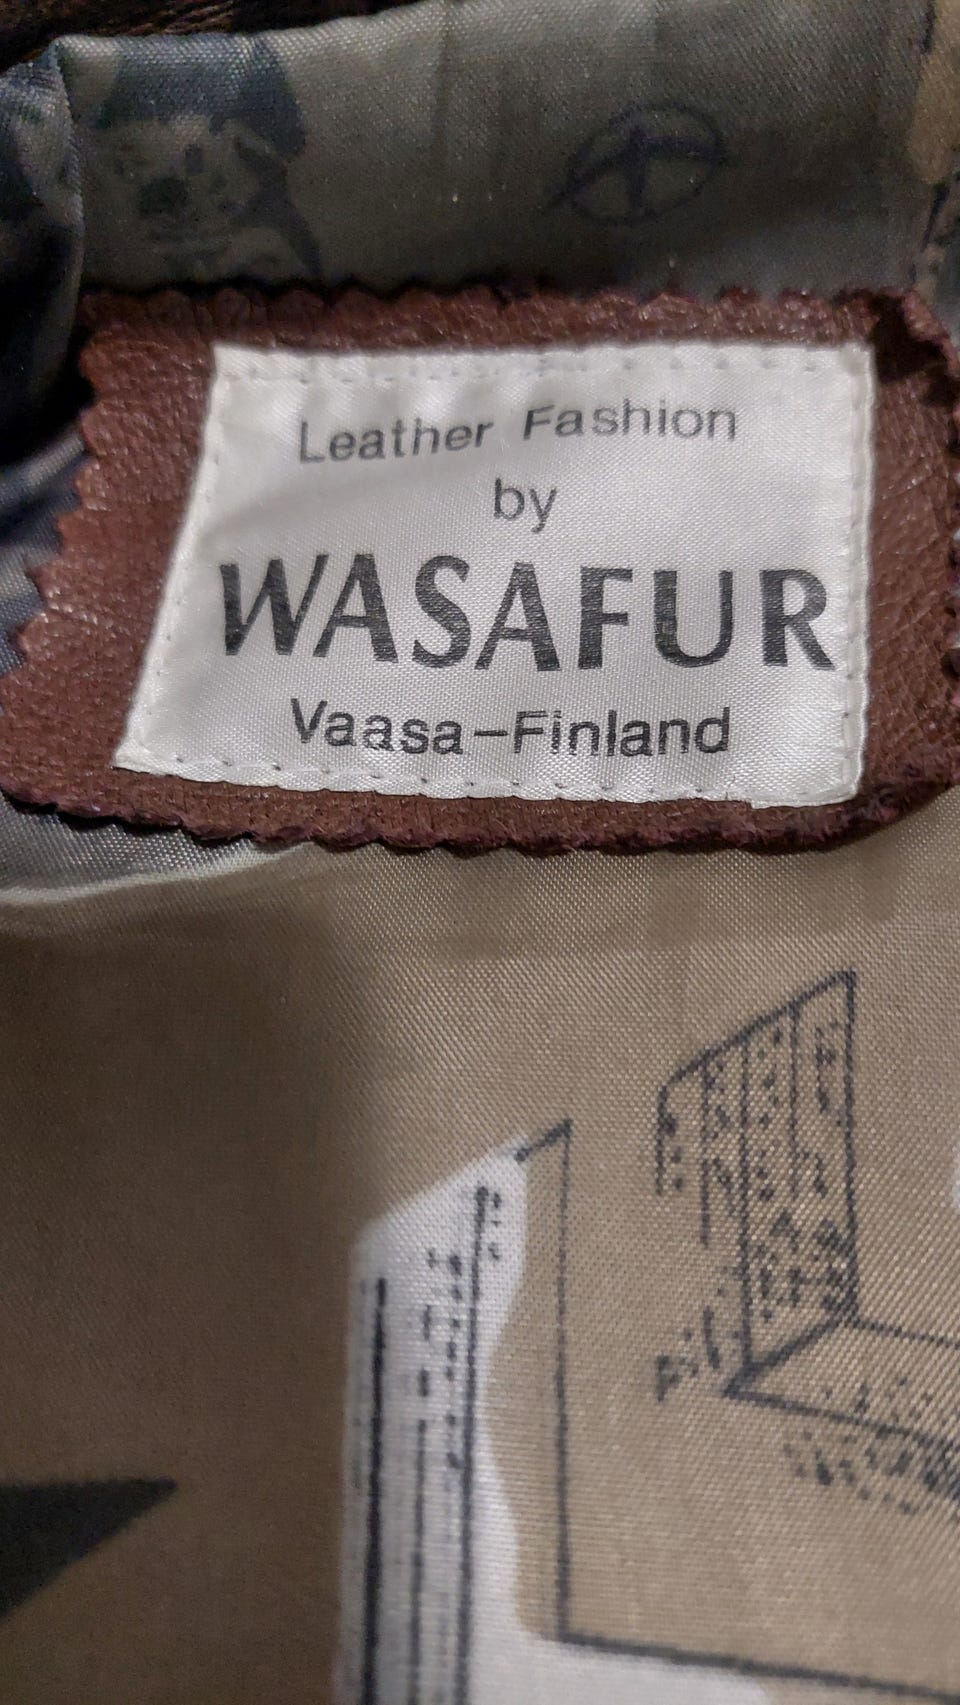 Leather Fashion
by
WASAFUR
Vaasa-Finland